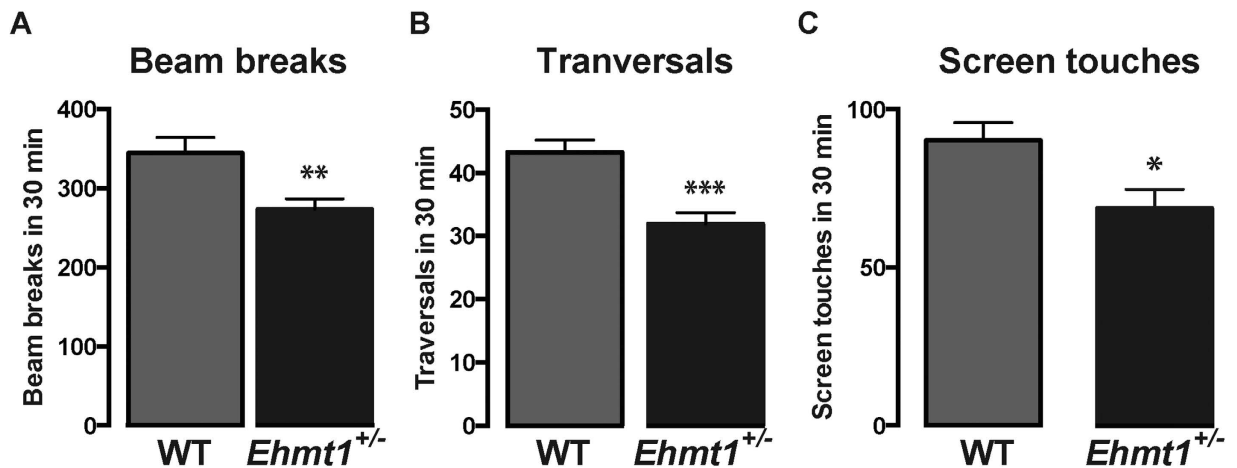 A
Beam breaks
Beam breaks in 30 min
400
300
200
100
0
**
WT
Ehmt1+/-
B
Tranversals
Traversals in 30 min
50
40
30
20
10
0
***
WT
Ehmt1+/-
C
Screen touches
Screen touches in 30 min
100
50
0
*
WT
Ehmt1+/-